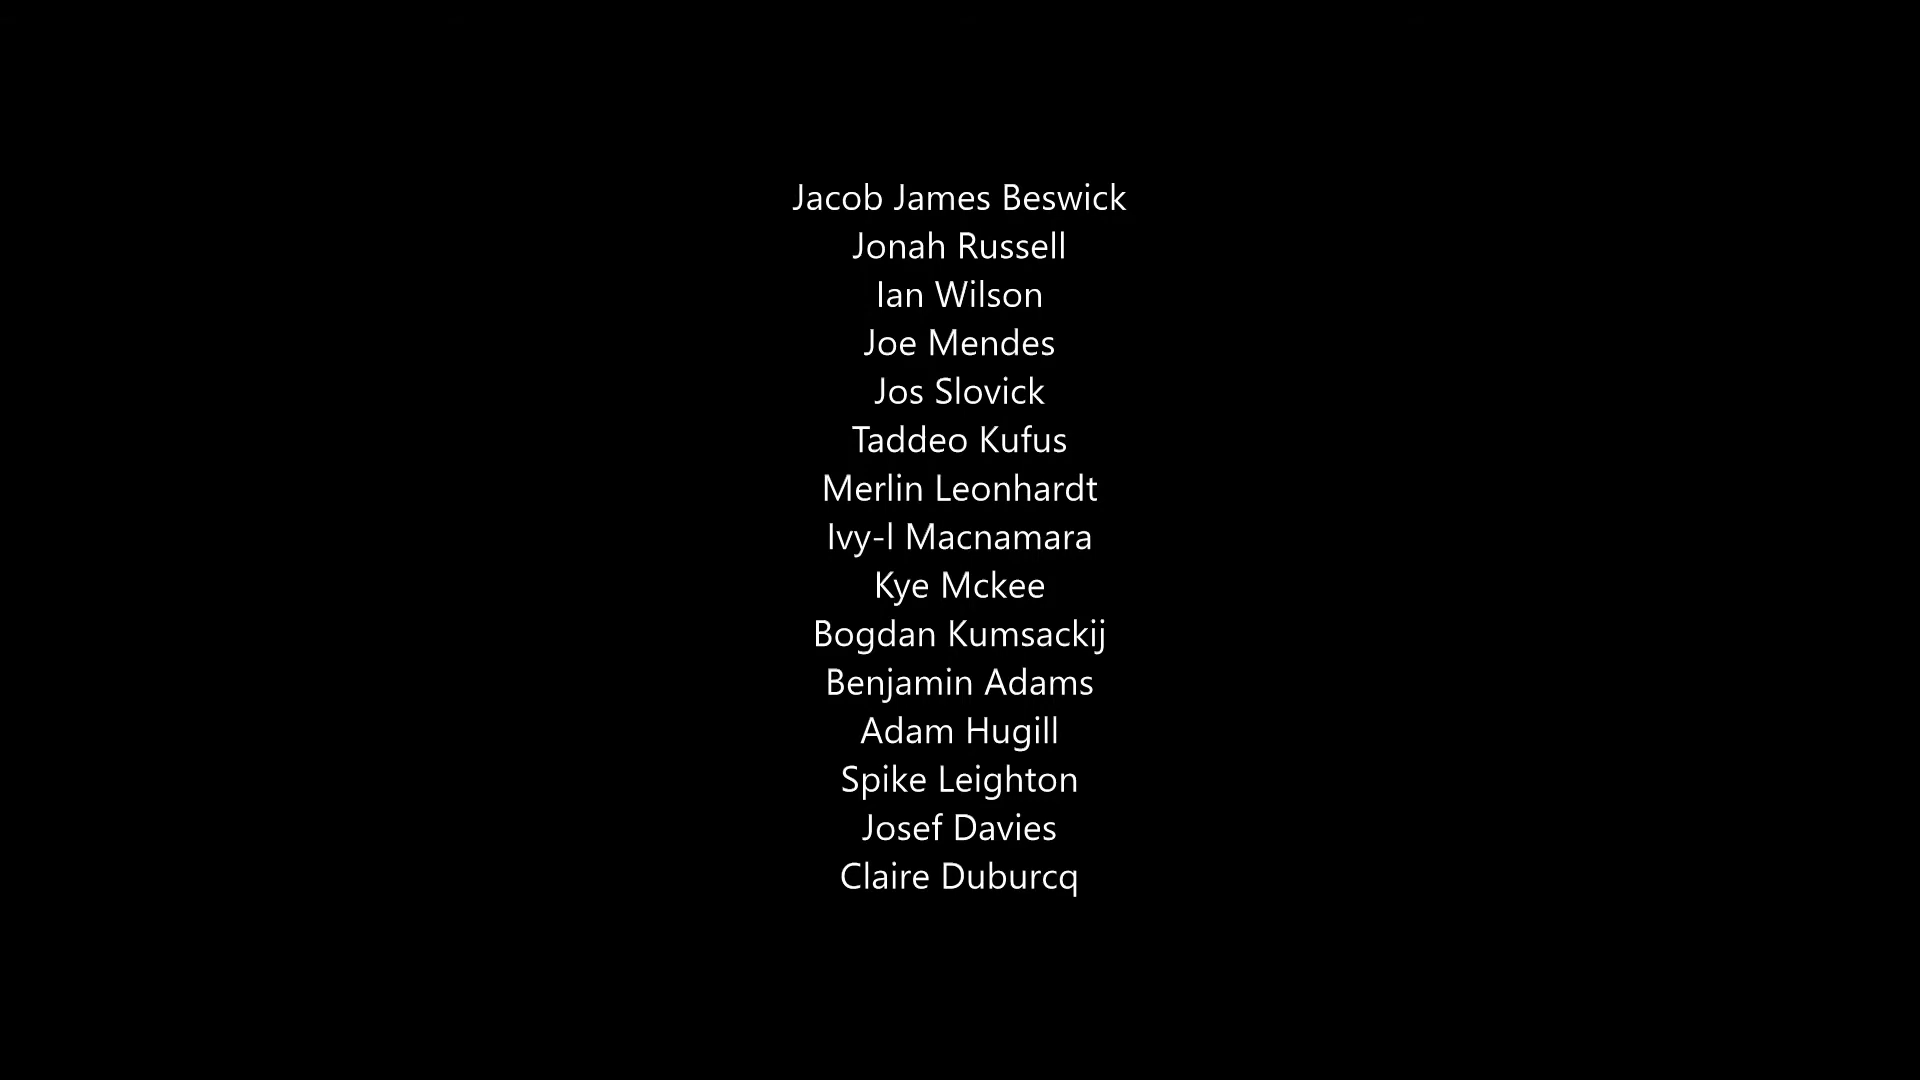 Jacob James Beswick
Jonah Russell
Ian Wilson
Joe Mendes
Jos Slovick
Taddeo Kufus
Merlin Leonhardt
Ivy-l Macnamara
Kye Mckee
Bogdan Kumsackij
Benjamin Adams
Adam Hugill
Spike Leighton
Josef Davies
Claire Duburcq